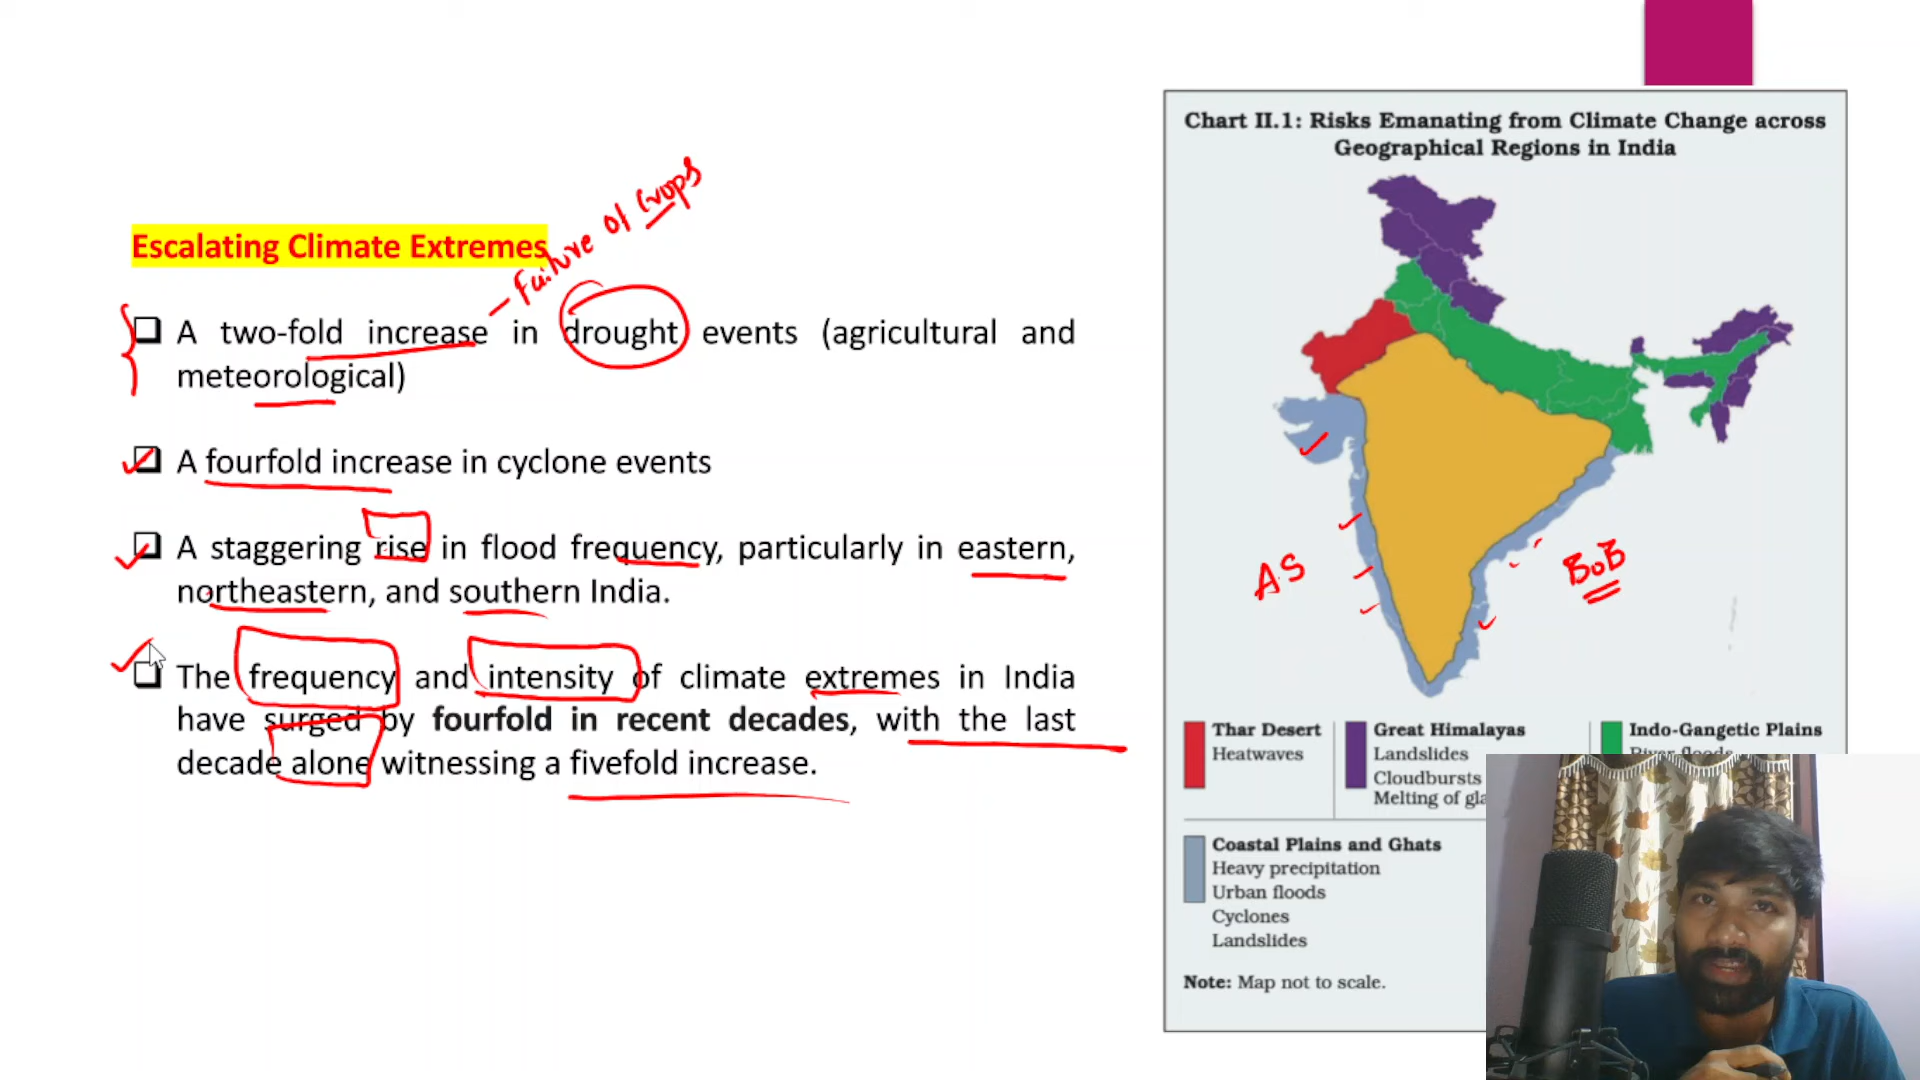 Escalating Climate Extremes
- Failure of Crops
A two-fold increase in drought events (agricultural and
meteorological)
A fourfold increase in cyclone events
A staggering rise in flood frequency, particularly in eastern,
northeastern, and southern India.
The frequency and intensity of climate extremes in India
have surged by fourfold in recent decades, with the last
decade alone witnessing a fivefold increase.
Chart II.1: Risks Emanating from Climate Change across
Geographical Regions in India
AS
BoB
Thar Desert
Heatwaves
Great Himalayas
Landslides
Cloudbursts
Melting of
Indo-Gangetic Plains
River floods
Coastal Plains and Ghats
Heavy precipitation
Urban floods
Cyclones
Landslides
Note: Map not to scale.